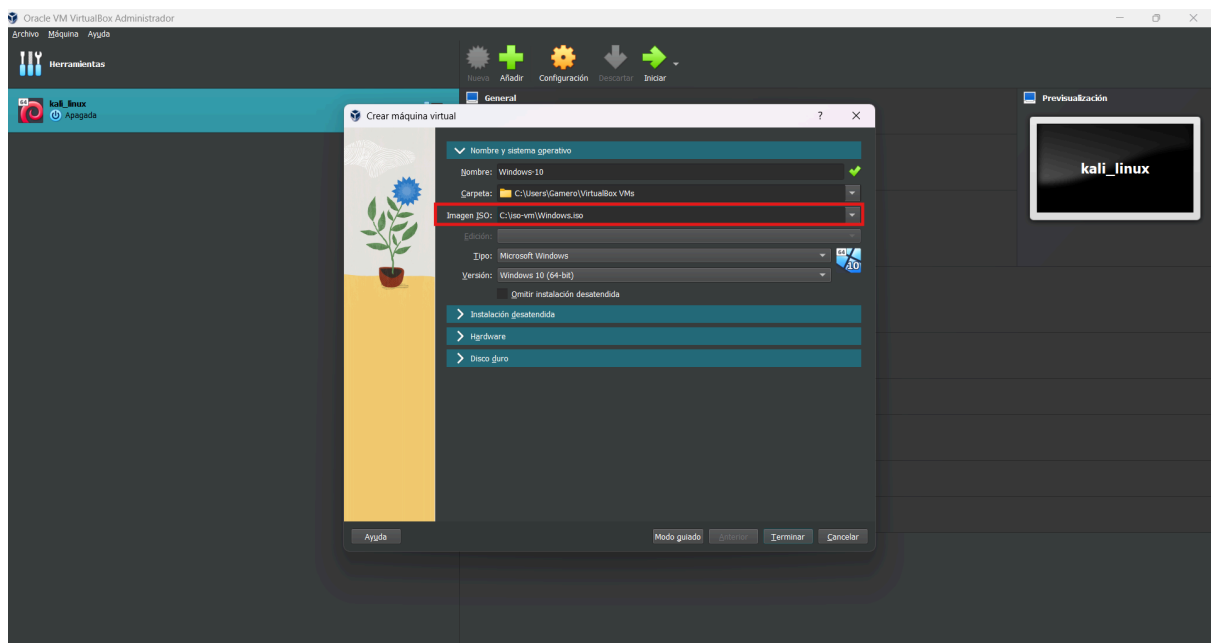 Oracle VM VirtualBox Administrador
Archivo Máquina Ayuda
Herramientas
Nueva Añadir Configuración Descartar Iniciar
64 kali_linux
Apagada
General
Previsualización
kali_linux
Crear máquina virtual ? X
Nombre y sistema operativo
Nombre: Windows-10
Carpeta: C:\Users\Gamero\VirtualBox VMs
Imagen ISO: C:\iso-vm\Windows.iso
Edición:
Tipo: Microsoft Windows
64
10
Versión: Windows 10 (64-bit)
Omitir instalación desatendida
Instalación desatendida
Hardware
Disco duro
Ayuda Modo guiado Anterior Terminar Cancelar